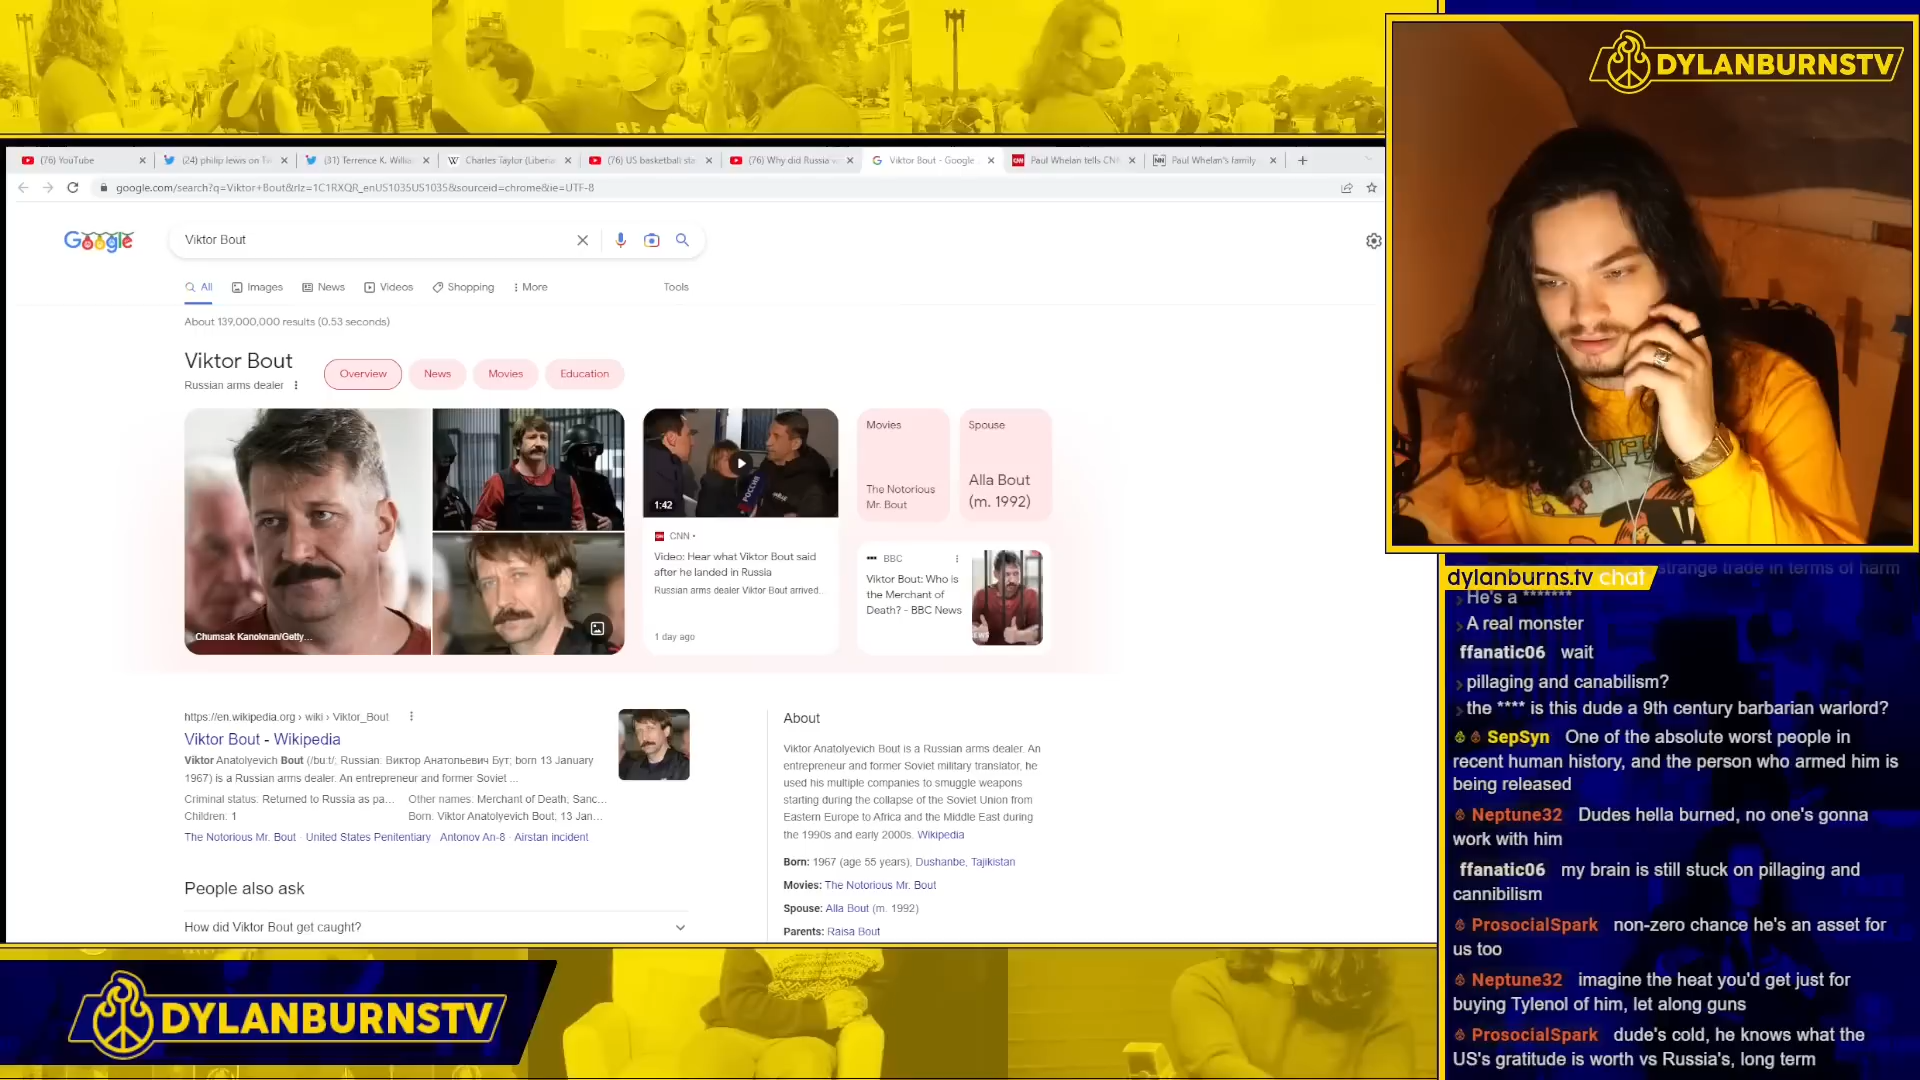 (76) YouTube
(24) philip lewis on
(31) Terrence K. Willia
Charles Taylor (Liberia
(76) US basketball sta
(76) Why did Russia
Viktor Bout - Google
Paul Whelan tells CN
Paul Whelan's family
google.com/search?q=Viktor+Bout&rlz=1C1RXQR_enUS1035US1035&sourceid=chrome&ie=UTF-8
Google
Viktor Bout
All
Images
News
Videos
Shopping
More
Tools
About 139,000,000 results (0.53 seconds)
Viktor Bout
Russian arms dealer
Overview
News
Movies
Education
Chumsak Kanoknan/Getty...
1:42
CNN •
Video: Hear what Viktor Bout said
after he landed in Russia
Russian arms dealer Viktor Bout arrived...
1 day ago
Movies
The Notorious
Mr. Bout
Spouse
Alla Bout
(m. 1992)
BBC
Viktor Bout: Who is
the Merchant of
Death? - BBC News
https://en.wikipedia.org › wiki › Viktor_Bout
Viktor Bout - Wikipedia
Viktor Anatolyevich Bout (/buːt/; Russian: Виктор Анатольевич Бут; born 13 January
1967) is a Russian arms dealer. An entrepreneur and former Soviet ...
Criminal status: Returned to Russia as pa...
Other names: Merchant of Death; Sanc...
Children: 1
Born: Viktor Anatolyevich Bout; 13 Jan...
The Notorious Mr. Bout · United States Penitentiary · Antonov An-8 · Airstan incident
People also ask
How did Viktor Bout get caught?
About
Viktor Anatolyevich Bout is a Russian arms dealer. An
entrepreneur and former Soviet military translator, he
used his multiple companies to smuggle weapons
starting during the collapse of the Soviet Union from
Eastern Europe to Africa and the Middle East during
the 1990s and early 2000s. Wikipedia
Born: 1967 (age 55 years), Dushanbe, Tajikistan
Movies: The Notorious Mr. Bout
Spouse: Alla Bout (m. 1992)
Parents: Raisa Bout
DYLANBURNSTV
DYLANBURNSTV
dylanburns.tv chat
strange trade in terms of harm
He's a *******
A real monster
ffanatic06 wait
pillaging and canabilism?
the **** is this dude a 9th century barbarian warlord?
SepSyn One of the absolute worst people in
recent human history, and the person who armed him is
being released
Neptune32 Dudes hella burned, no one's gonna
work with him
ffanatic06 my brain is still stuck on pillaging and
cannibilism
ProsocialSpark non-zero chance he's an asset for
us too
Neptune32 imagine the heat you'd get just for
buying Tylenol of him, let along guns
ProsocialSpark dude's cold, he knows what the
US's gratitude is worth vs Russia's, long term